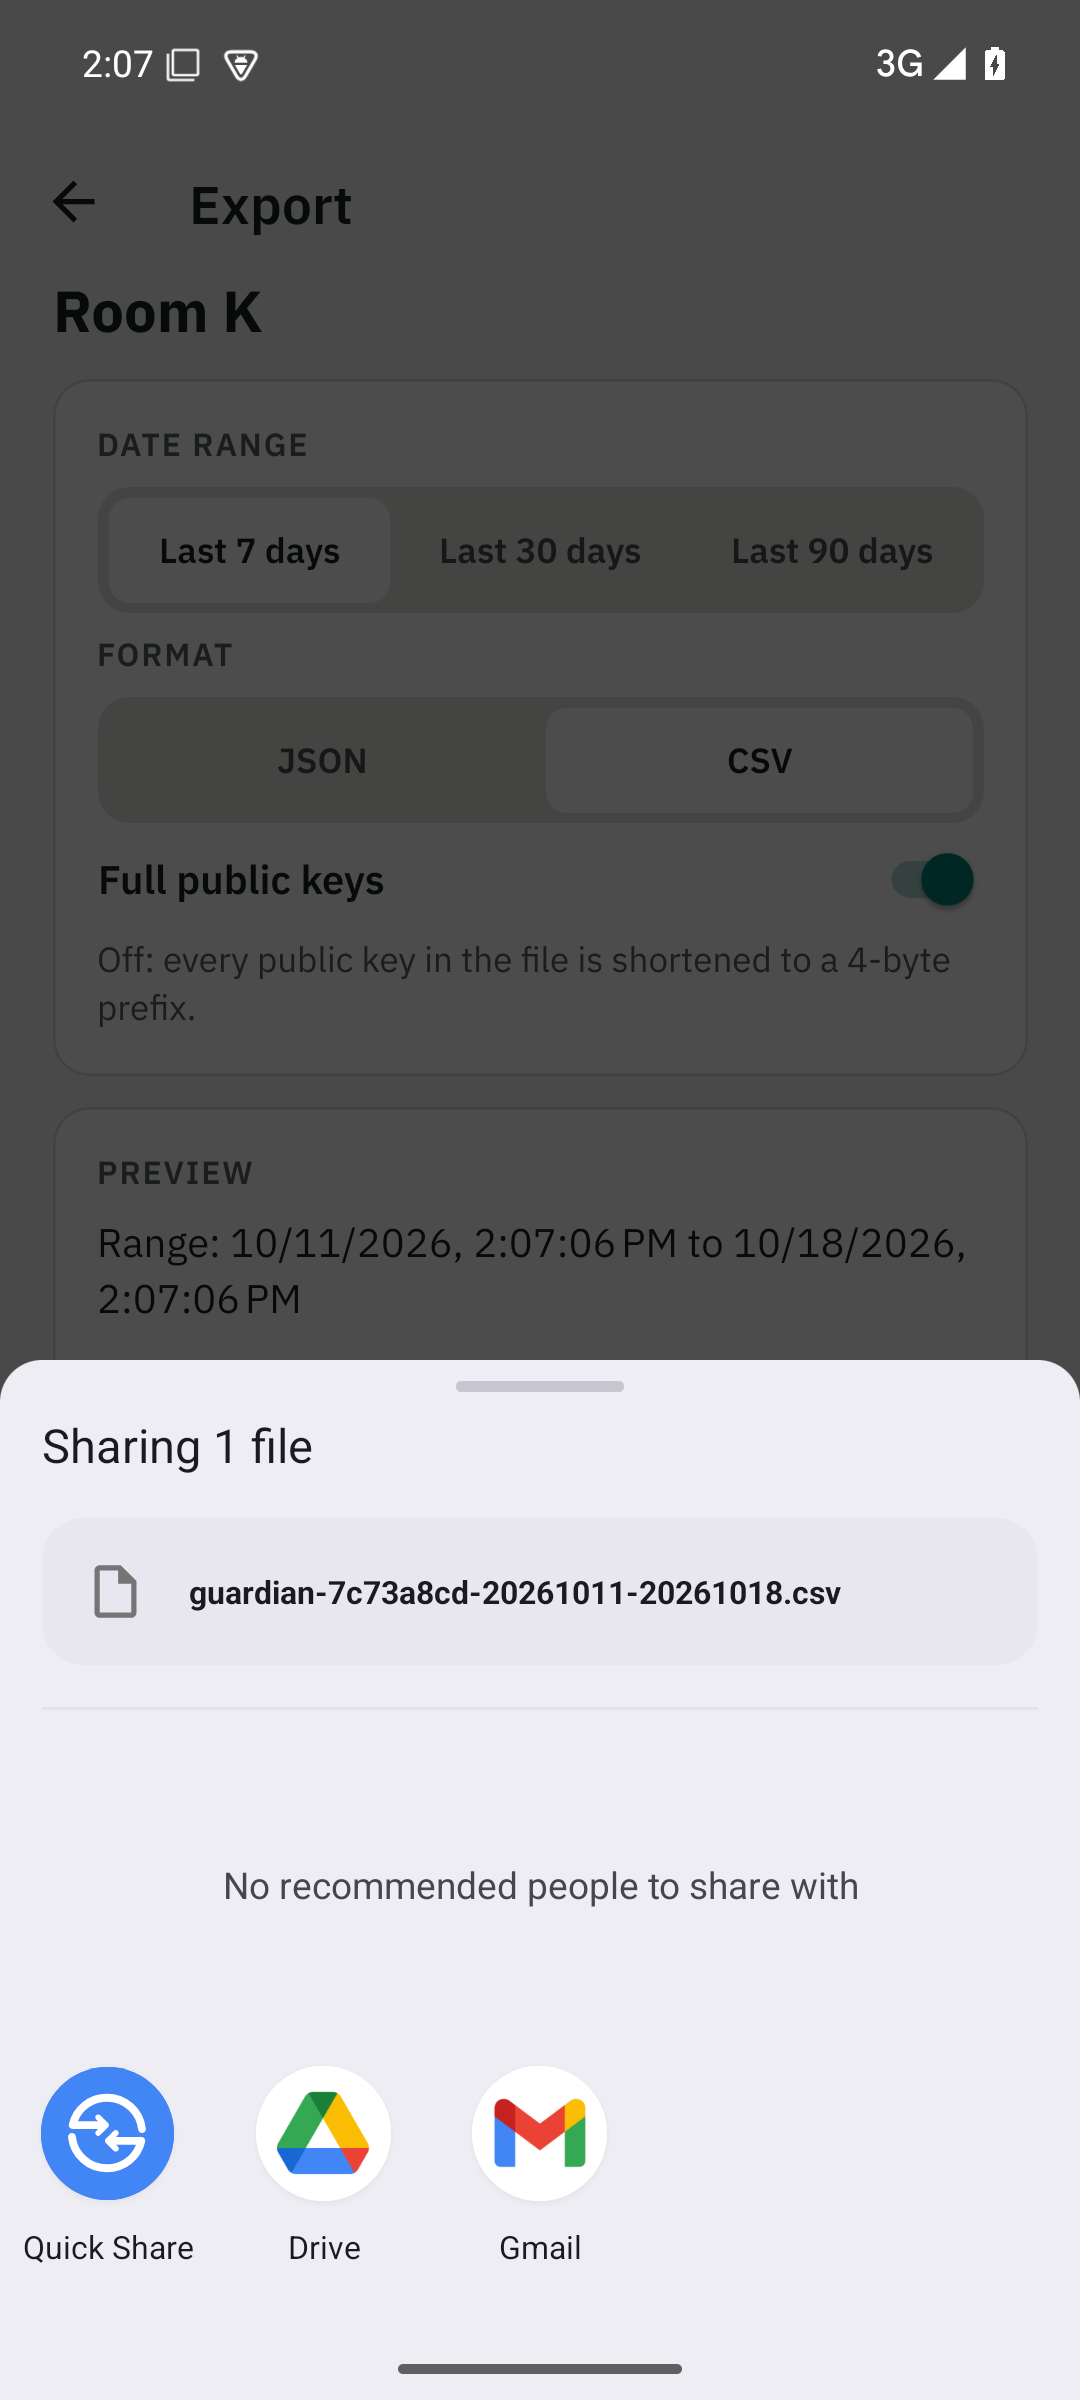 2:07
3G
Export
Room K
DATE RANGE
Last 7 days
Last 30 days
Last 90 days
FORMAT
JSON
CSV
Full public keys
Off: every public key in the file is shortened to a 4-byte
prefix.
PREVIEW
Range: 10/11/2026, 2:07:06 PM to 10/18/2026,
2:07:06 PM
Sharing 1 file
guardian-7c73a8cd-20261011-20261018.csv
No recommended people to share with
Quick Share
Drive
Gmail